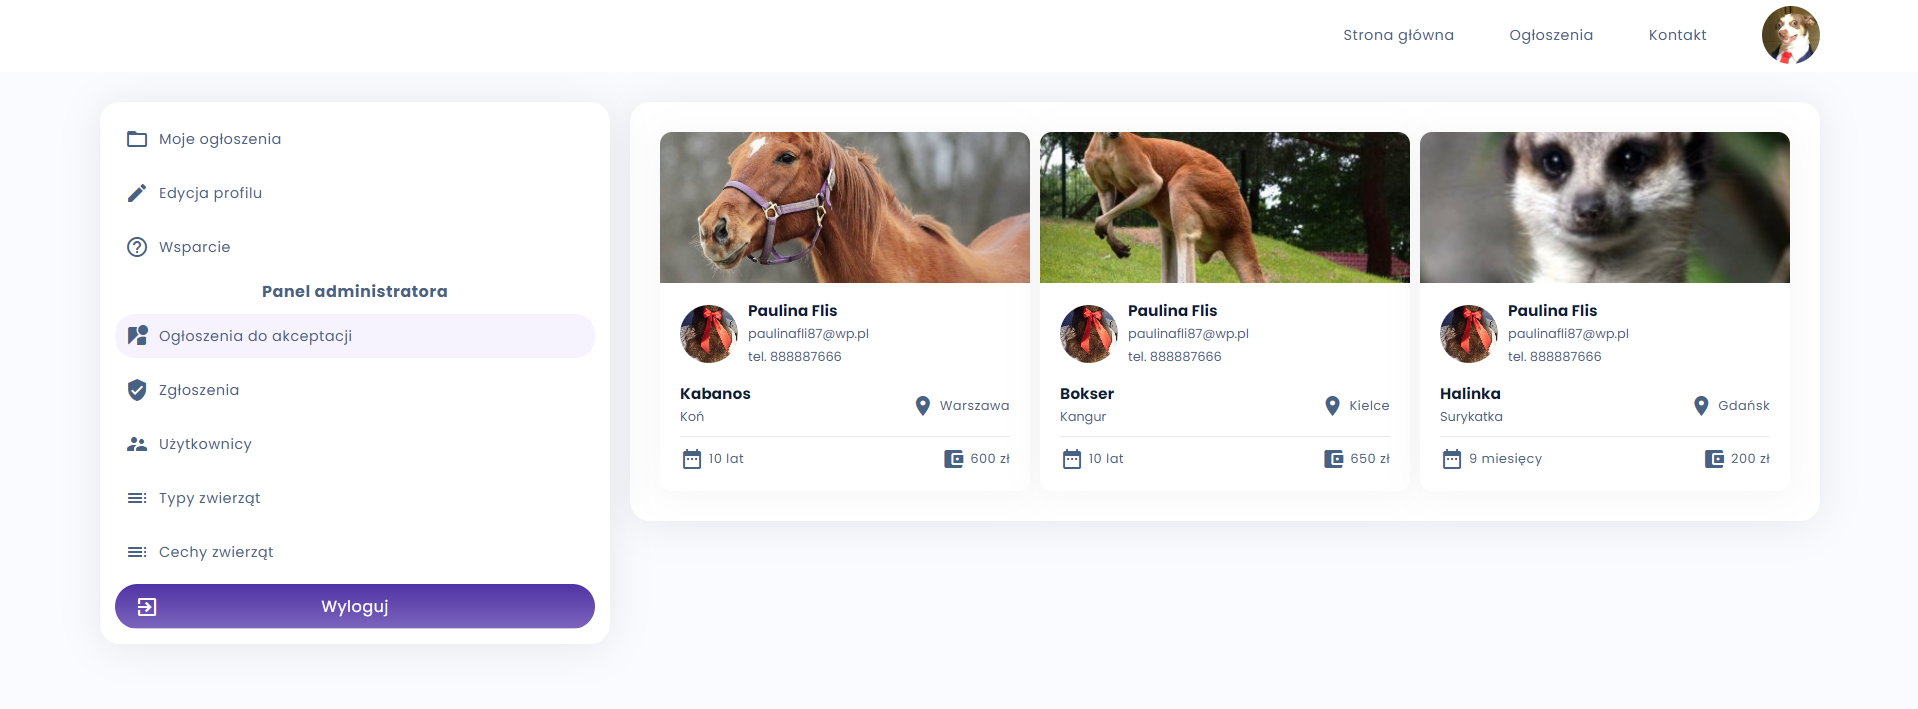 Strona główna
Ogłoszenia
Kontakt
Moje ogłoszenia
Edycja profilu
Wsparcie
Panel administratora
Ogłoszenia do akceptacji
Zgłoszenia
Użytkownicy
Typy zwierząt
Cechy zwierząt
Wyloguj
Paulina Flis
paulinafli87@wp.pl
tel. 888887666
Kabanos
Koń
Warszawa
10 lat
600 zł
Paulina Flis
paulinafli87@wp.pl
tel. 888887666
Bokser
Kangur
Kielce
10 lat
650 zł
Paulina Flis
paulinafli87@wp.pl
tel. 888887666
Halinka
Surykatka
Gdańsk
9 miesięcy
200 zł